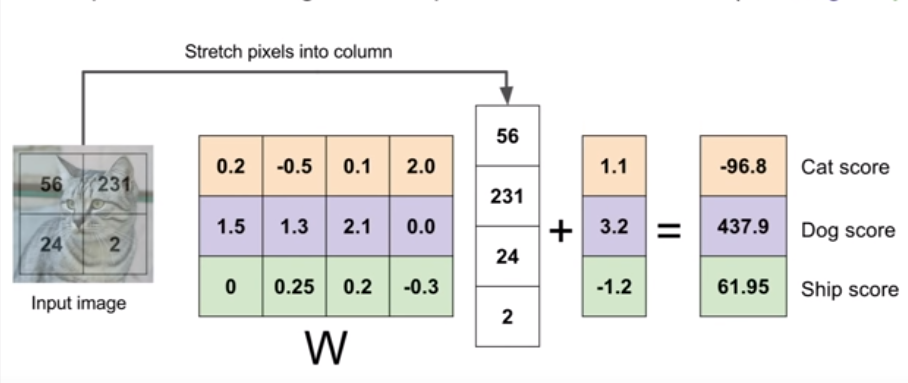 Stretch pixels into column
56 231
24 2
Input image
0.2 -0.5 0.1 2.0
1.5 1.3 2.1 0.0
0 0.25 0.2 -0.3
W
56
231
24
2
+
1.1
3.2
-1.2
=
-96.8 Cat score
437.9 Dog score
61.95 Ship score